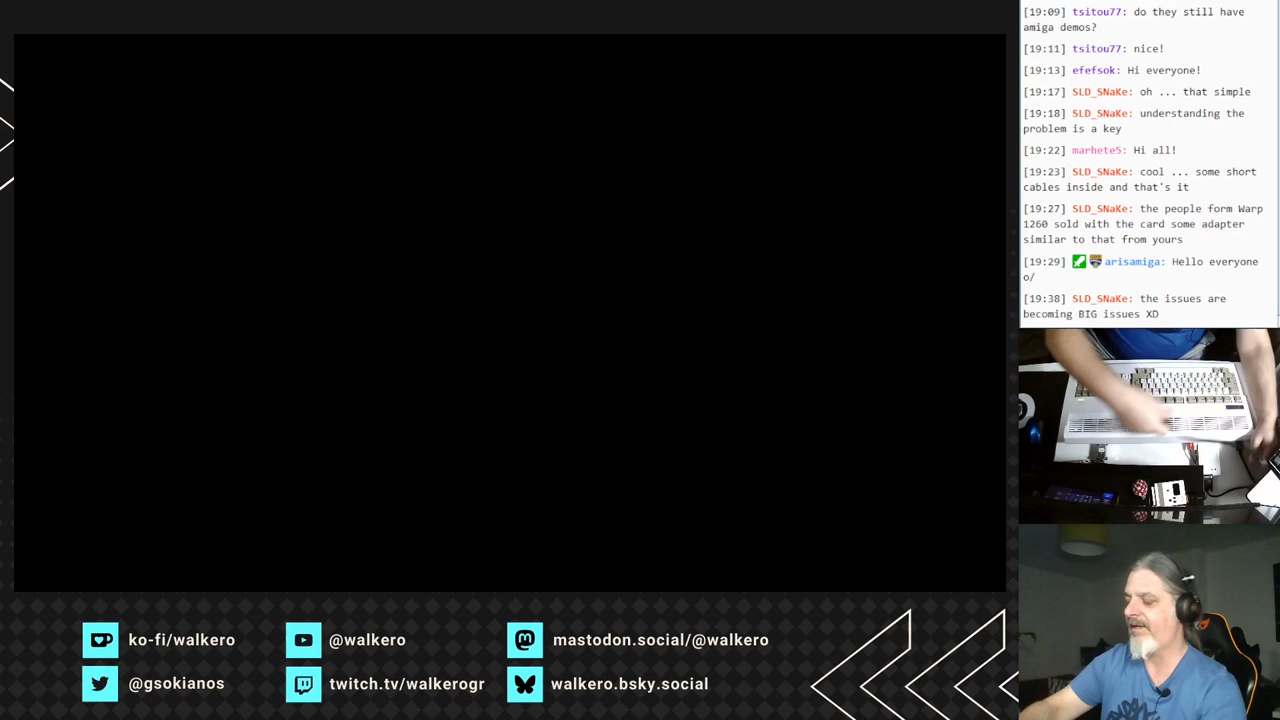 [19:09] tsitou77: do they still have
amiga demos?
[19:11] tsitou77: nice!
[19:13] efefsok: Hi everyone!
[19:17] SLD_SNaKe: oh ... that simple
[19:18] SLD_SNaKe: understanding the
problem is a key
[19:22] marhete5: Hi all!
[19:23] SLD_SNaKe: cool ... some short
cables inside and that's it
[19:27] SLD_SNaKe: the people form Warp
1260 sold with the card some adapter
similar to that from yours
[19:29] arisamiga: Hello everyone
o/
[19:38] SLD_SNaKe: the issues are
becoming BIG issues XD
ko-fi/walkero
@walkero
mastodon.social/@walkero
@gsokianos
twitch.tv/walkerogr
walkero.bsky.social